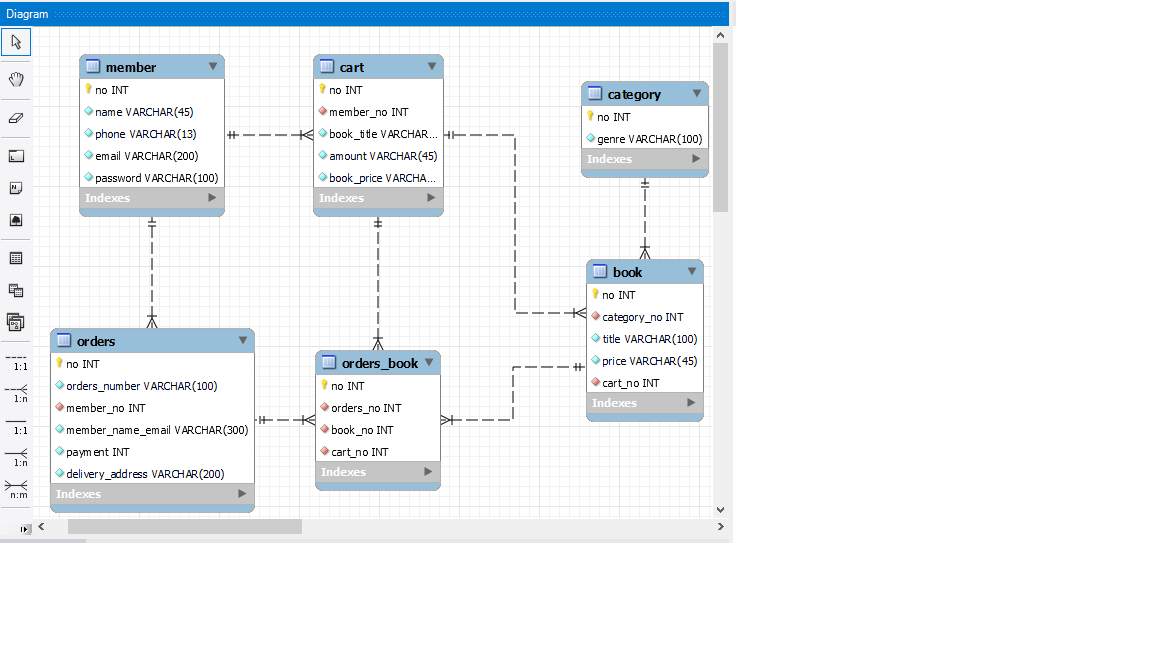 Diagram
member
no INT
name VARCHAR(45)
phone VARCHAR(13)
email VARCHAR(200)
password VARCHAR(100)
Indexes
cart
no INT
member_no INT
book_title VARCHAR...
amount VARCHAR(45)
book_price VARCHA...
Indexes
category
no INT
genre VARCHAR(100)
Indexes
book
no INT
category_no INT
title VARCHAR(100)
price VARCHAR(45)
cart_no INT
Indexes
orders
no INT
orders_number VARCHAR(100)
member_no INT
member_name_email VARCHAR(300)
payment INT
delivery_address VARCHAR(200)
Indexes
orders_book
no INT
orders_no INT
book_no INT
cart_no INT
Indexes
1:1
1:n
1:1
1:n
n:m